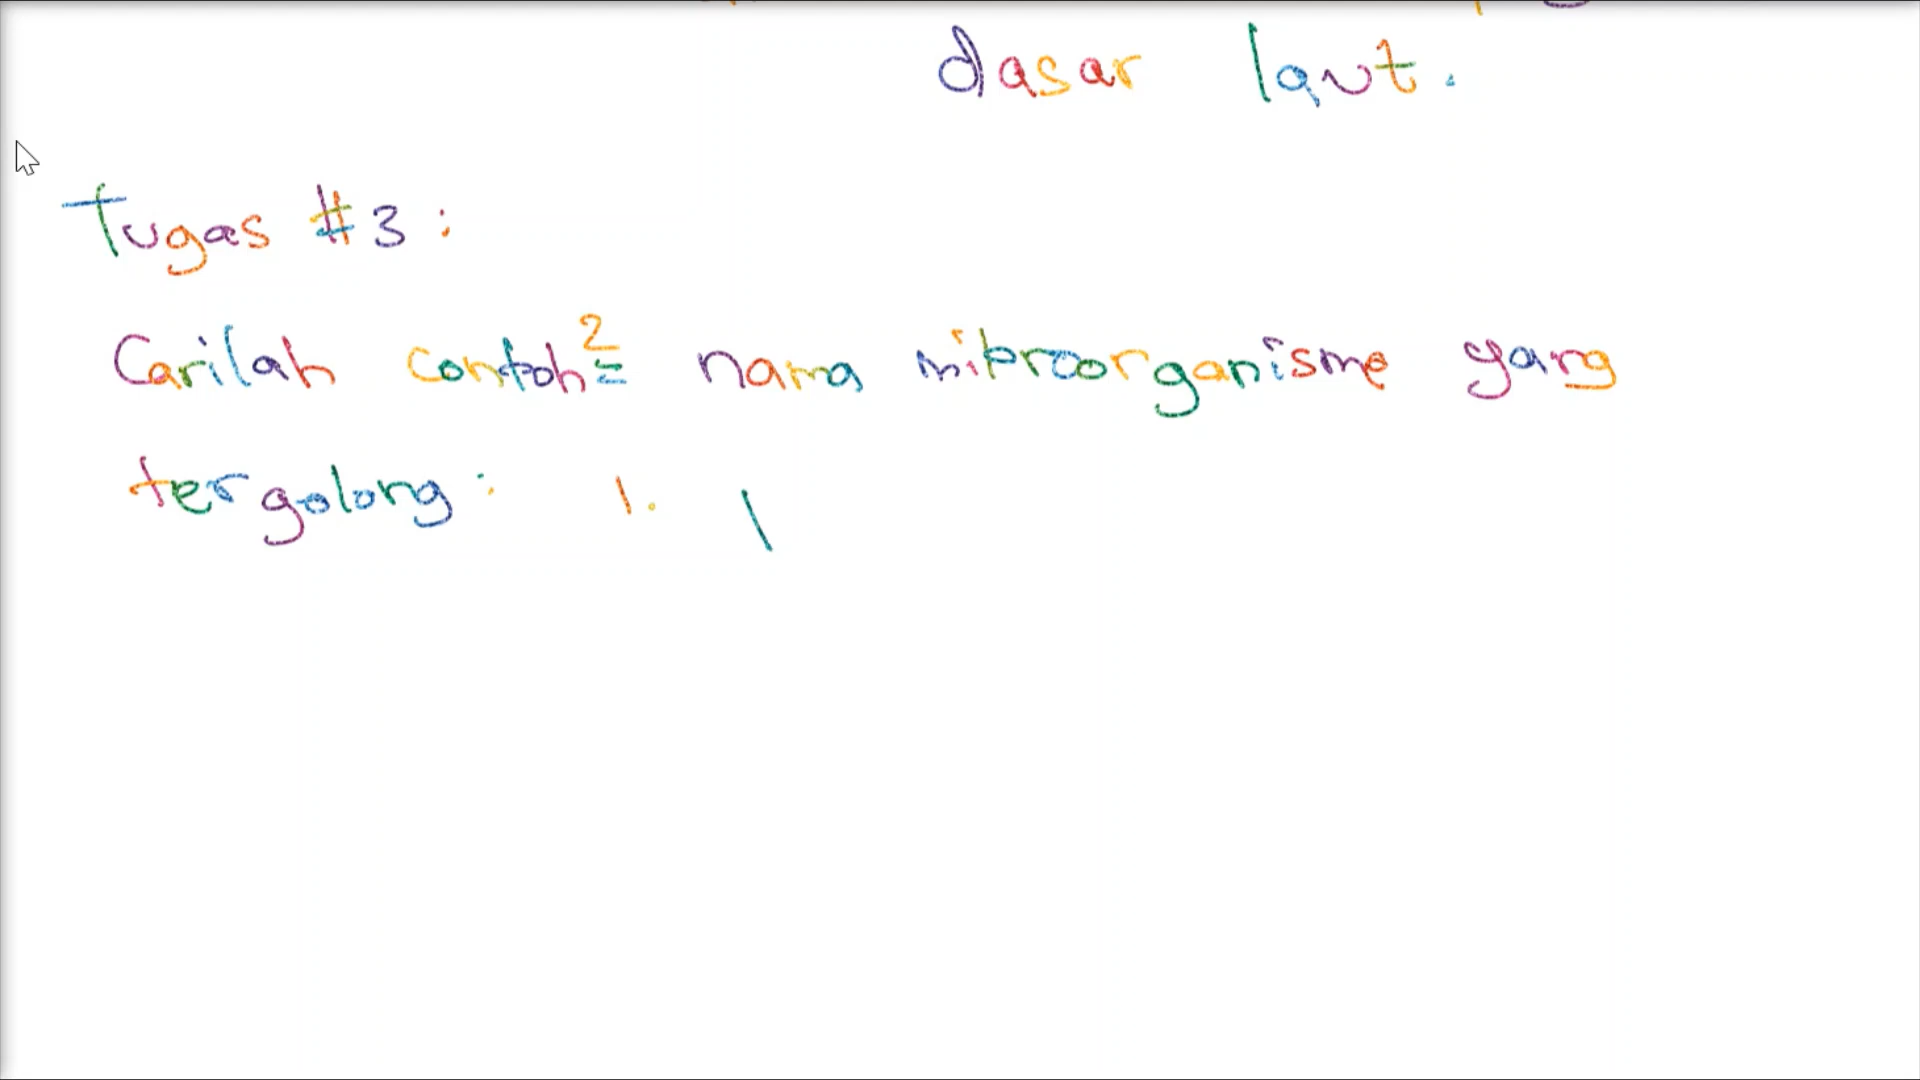 dasar laut.
Tugas #3 :
Carilah contoh² nama mikroorganisme yang
tergolong : 1.